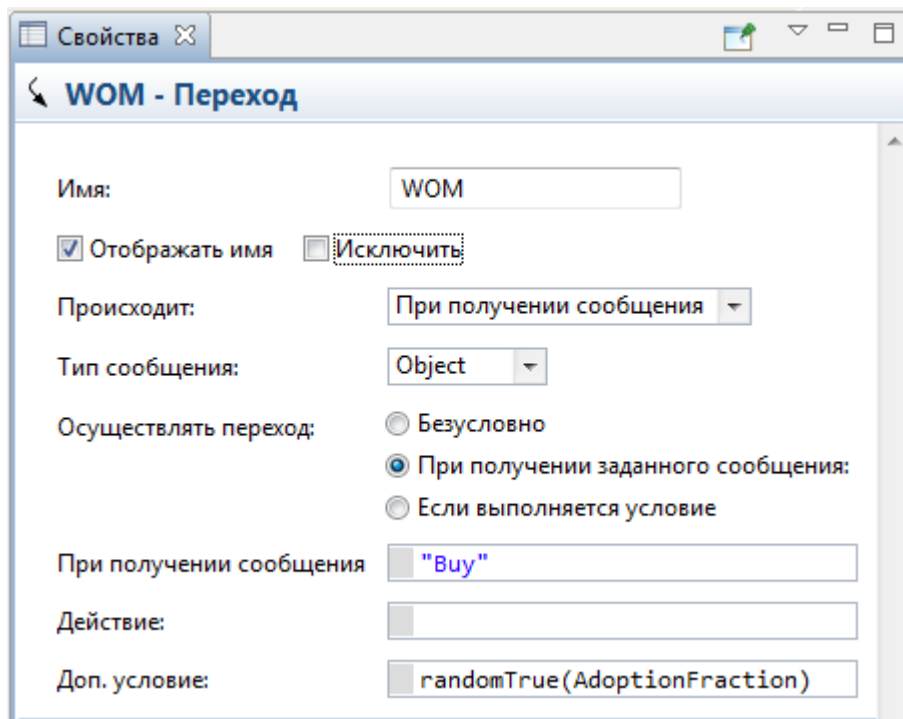 Свойства
WOM - Переход
Имя: WOM
Отображать имя Исключить
Происходит: При получении сообщения
Тип сообщения: Object
Осуществлять переход: Безусловно
При получении заданного сообщения:
Если выполняется условие
При получении сообщения "Buy"
Действие:
Доп. условие: randomTrue(AdoptionFraction)